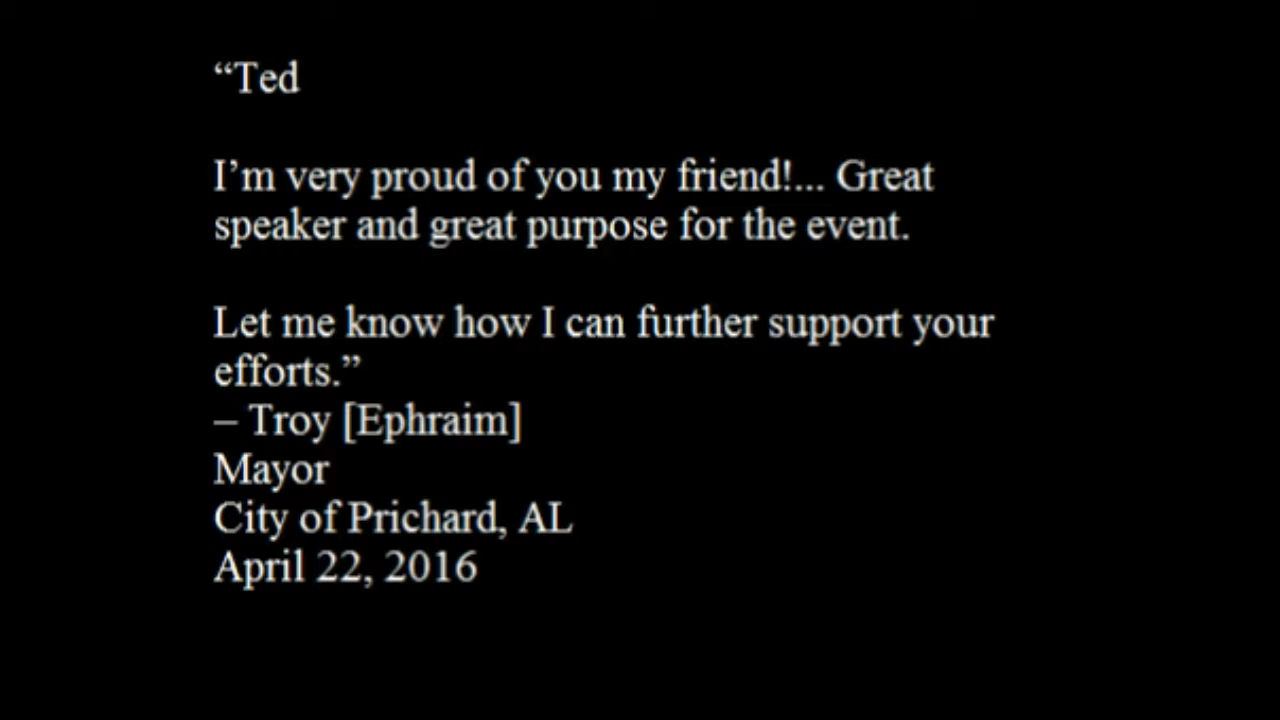 “Ted
I’m very proud of you my friend!... Great
speaker and great purpose for the event.
Let me know how I can further support your
efforts.”
– Troy [Ephraim]
Mayor
City of Prichard, AL
April 22, 2016